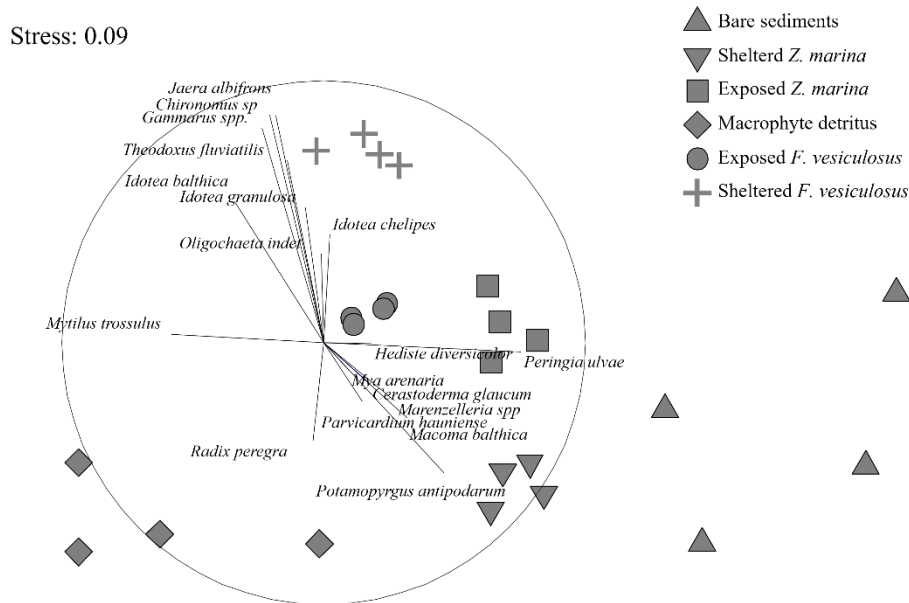 Stress: 0.09
Bare sediments
Shelterd Z. marina
Exposed Z. marina
Macrophyte detritus
Exposed F. vesiculosus
Sheltered F. vesiculosus
Jaera albifrons
Chironomus sp
Gammarus spp.
Theodoxus fluviatilis
Idotea balthica
Idotea granulosa
Idotea chelipes
Oligochaeta indet
Mytilus trossulus
Hediste diversicolor
Peringia ulvae
Mya arenaria
Cerastoderma glaucum
Marenzelleria spp
Parvicardium hauniense
Macoma balthica
Radix peregra
Potamopyrgus antipodarum